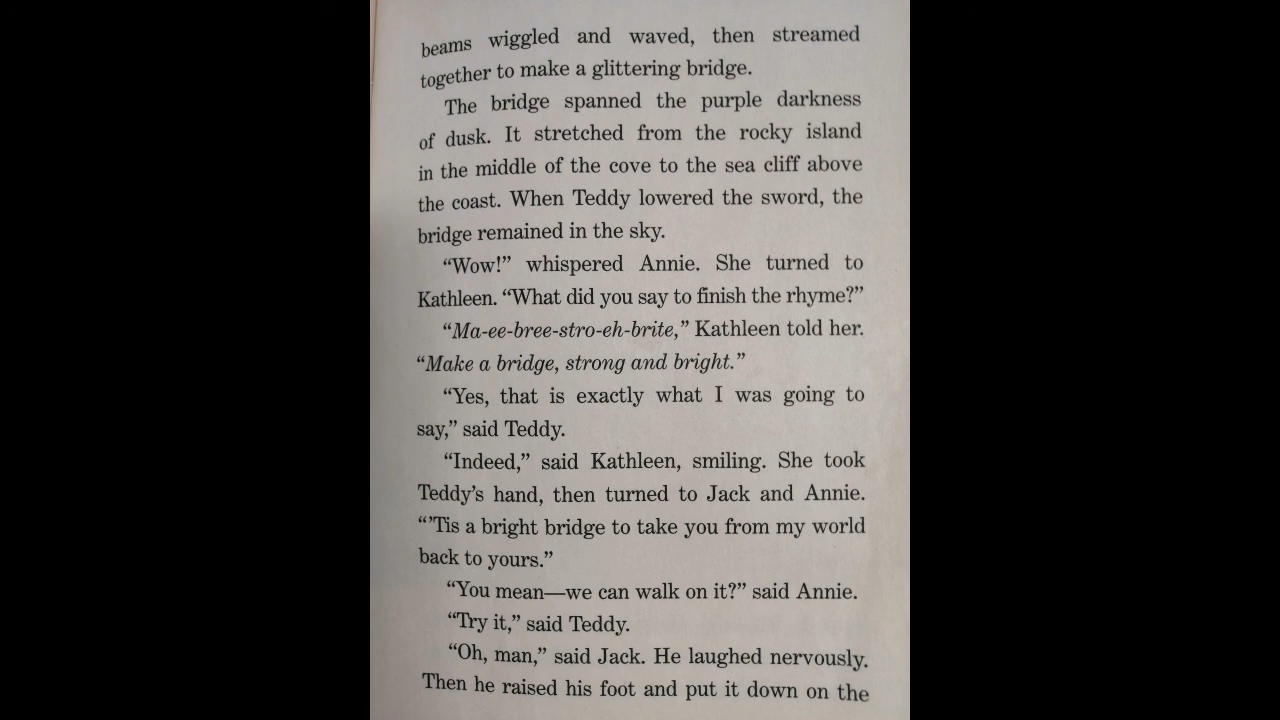 beams wiggled and waved, then streamed
together to make a glittering bridge.
The bridge spanned the purple darkness
of dusk. It stretched from the rocky island
in the middle of the cove to the sea cliff above
the coast. When Teddy lowered the sword, the
bridge remained in the sky.
“Wow!” whispered Annie. She turned to
Kathleen. “What did you say to finish the rhyme?”
“Ma-ee-bree-stro-eh-brite,” Kathleen told her.
“Make a bridge, strong and bright.”
“Yes, that is exactly what I was going to
say,” said Teddy.
“Indeed,” said Kathleen, smiling. She took
Teddy’s hand, then turned to Jack and Annie.
“’Tis a bright bridge to take you from my world
back to yours.”
“You mean—we can walk on it?” said Annie.
“Try it,” said Teddy.
“Oh, man,” said Jack. He laughed nervously.
Then he raised his foot and put it down on the